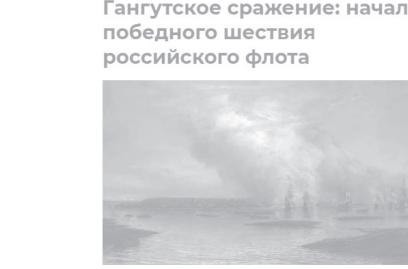 Гангутское сражение: начал
победного шествия
российского флота